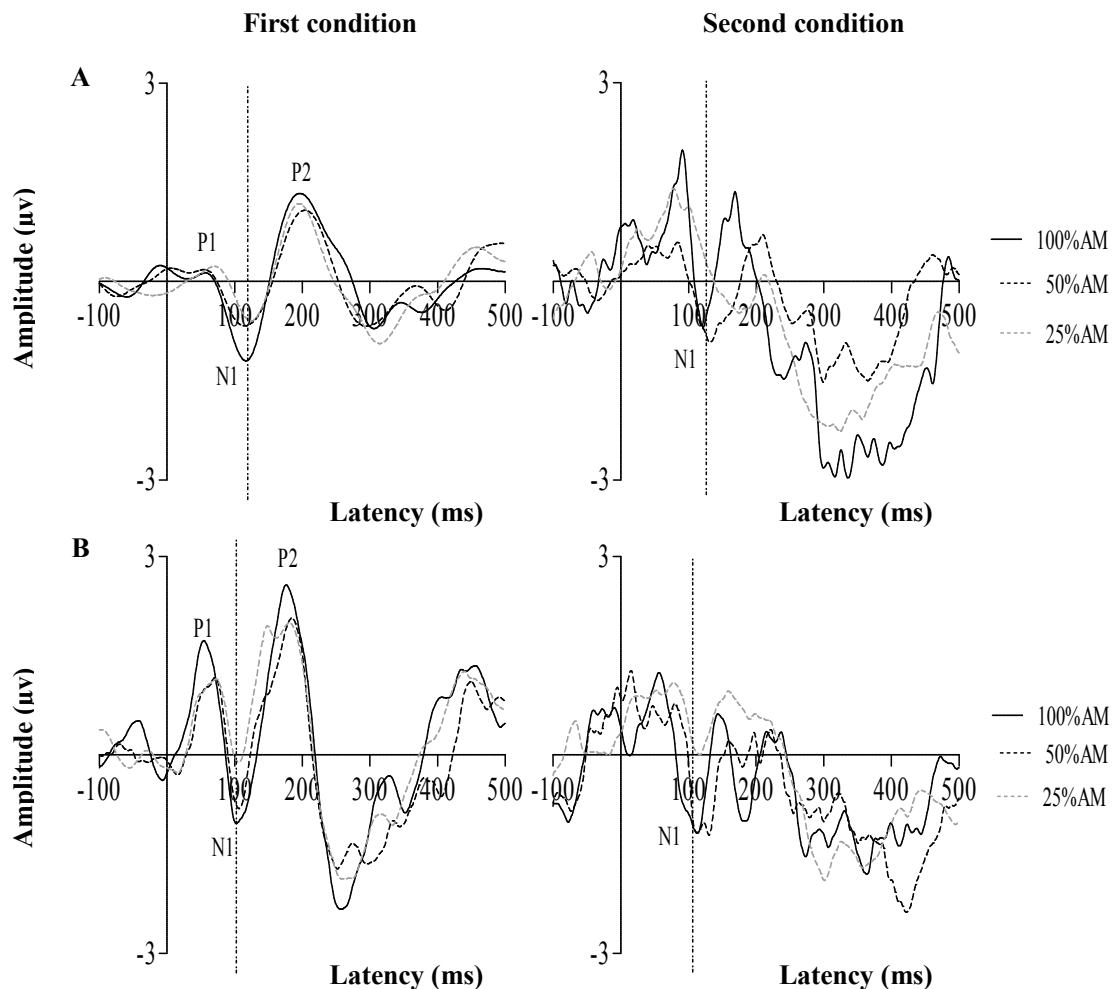 First condition
Second condition
A
3
3
P2
P1
Amplitude (μv)
-100
100
200
300
400
500
-100
100
200
300
400
500
N1
N1
-3
-3
Latency (ms)
Latency (ms)
100%AM
50%AM
25%AM
B
3
3
P2
P1
Amplitude (μv)
-100
100
200
300
400
500
-100
100
200
300
400
500
N1
N1
-3
-3
Latency (ms)
Latency (ms)
100%AM
50%AM
25%AM